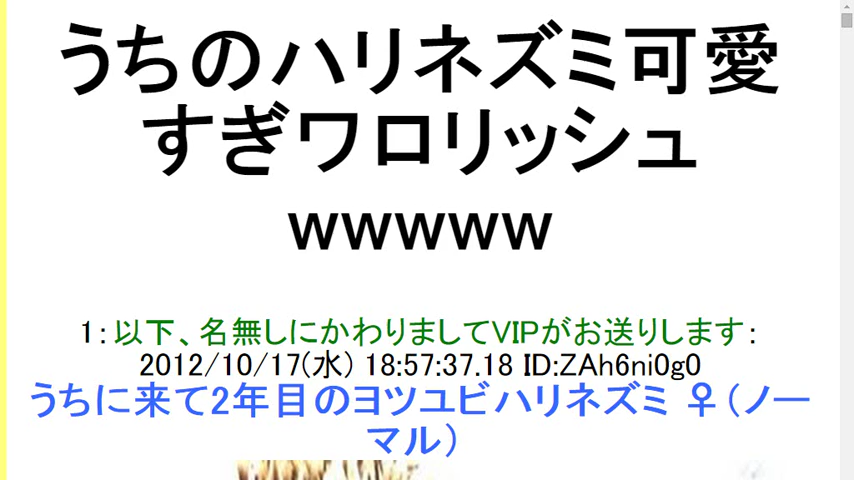 うちのハリネズミ可愛
すぎワロリッシュ
wwwww
1：以下、名無しにかわりましてVIPがお送りします：
2012/10/17(水) 18:57:37.18 ID:ZAh6ni0g0
うちに来て2年目のヨツユビハリネズミ ♀（ノー
マル）